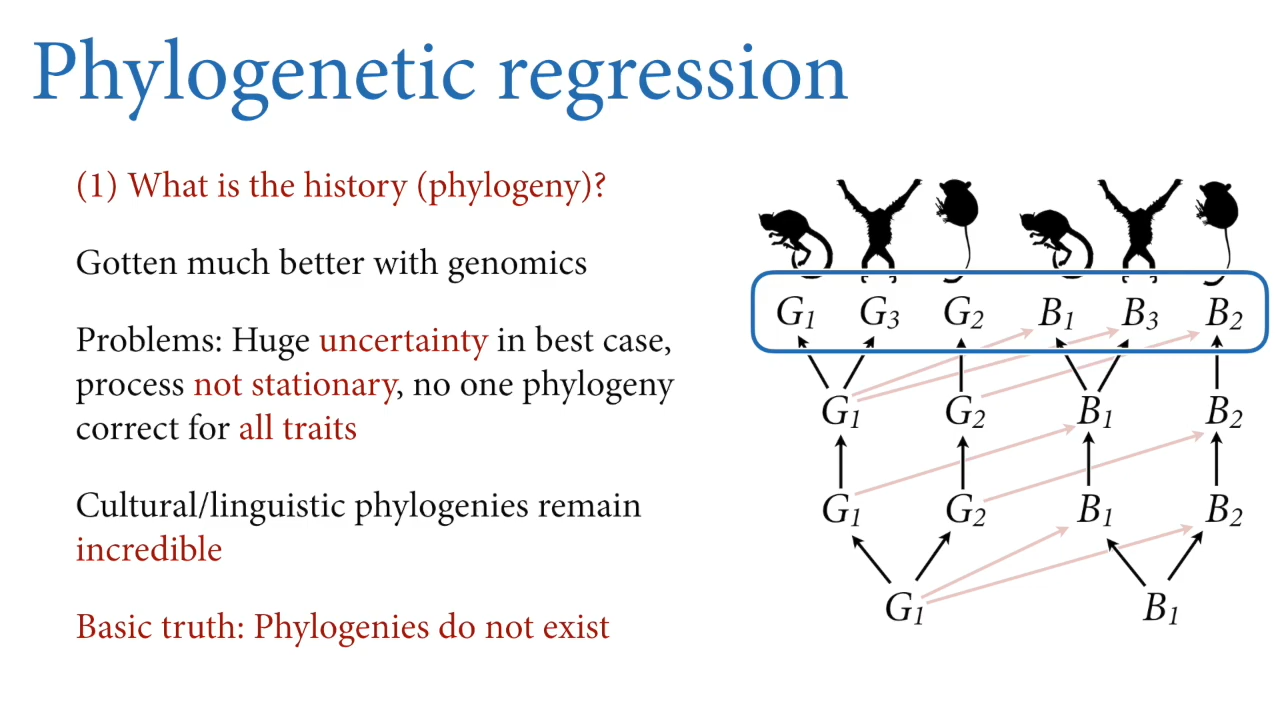 Phylogenetic regression
(1) What is the history (phylogeny)?
Gotten much better with genomics
Problems: Huge uncertainty in best case,
process not stationary, no one phylogeny
correct for all traits
Cultural/linguistic phylogenies remain
incredible
Basic truth: Phylogenies do not exist
G1 G3 G2 B1 B3 B2
G1 G2 B1 B2
G1 G2 B1 B2
G1 B1